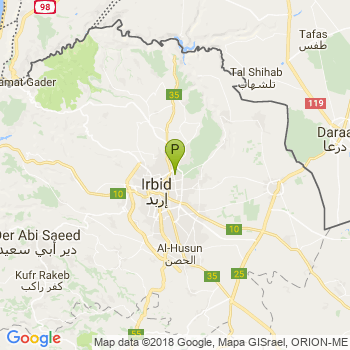 98
Tafas
طفس
amat Gader
Tal Shihab
تل شهاب
35
119
Daraa
درعا
P
Irbid
إربد
10
Der Abi Saeed
دير أبي سعيد
10
Al-Husun
الحصن
Kufr Rakeb
كفر راكب
35
25
Google
Map data ©2018 Google, Mapa GISrael, ORION-ME